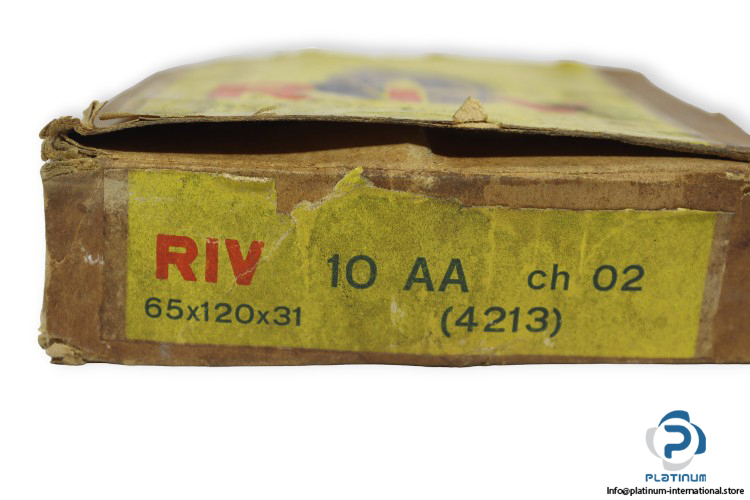 RIV 10 AA ch 02
65x120x31 (4213)
PLATINUM
Info@platinum-international.store